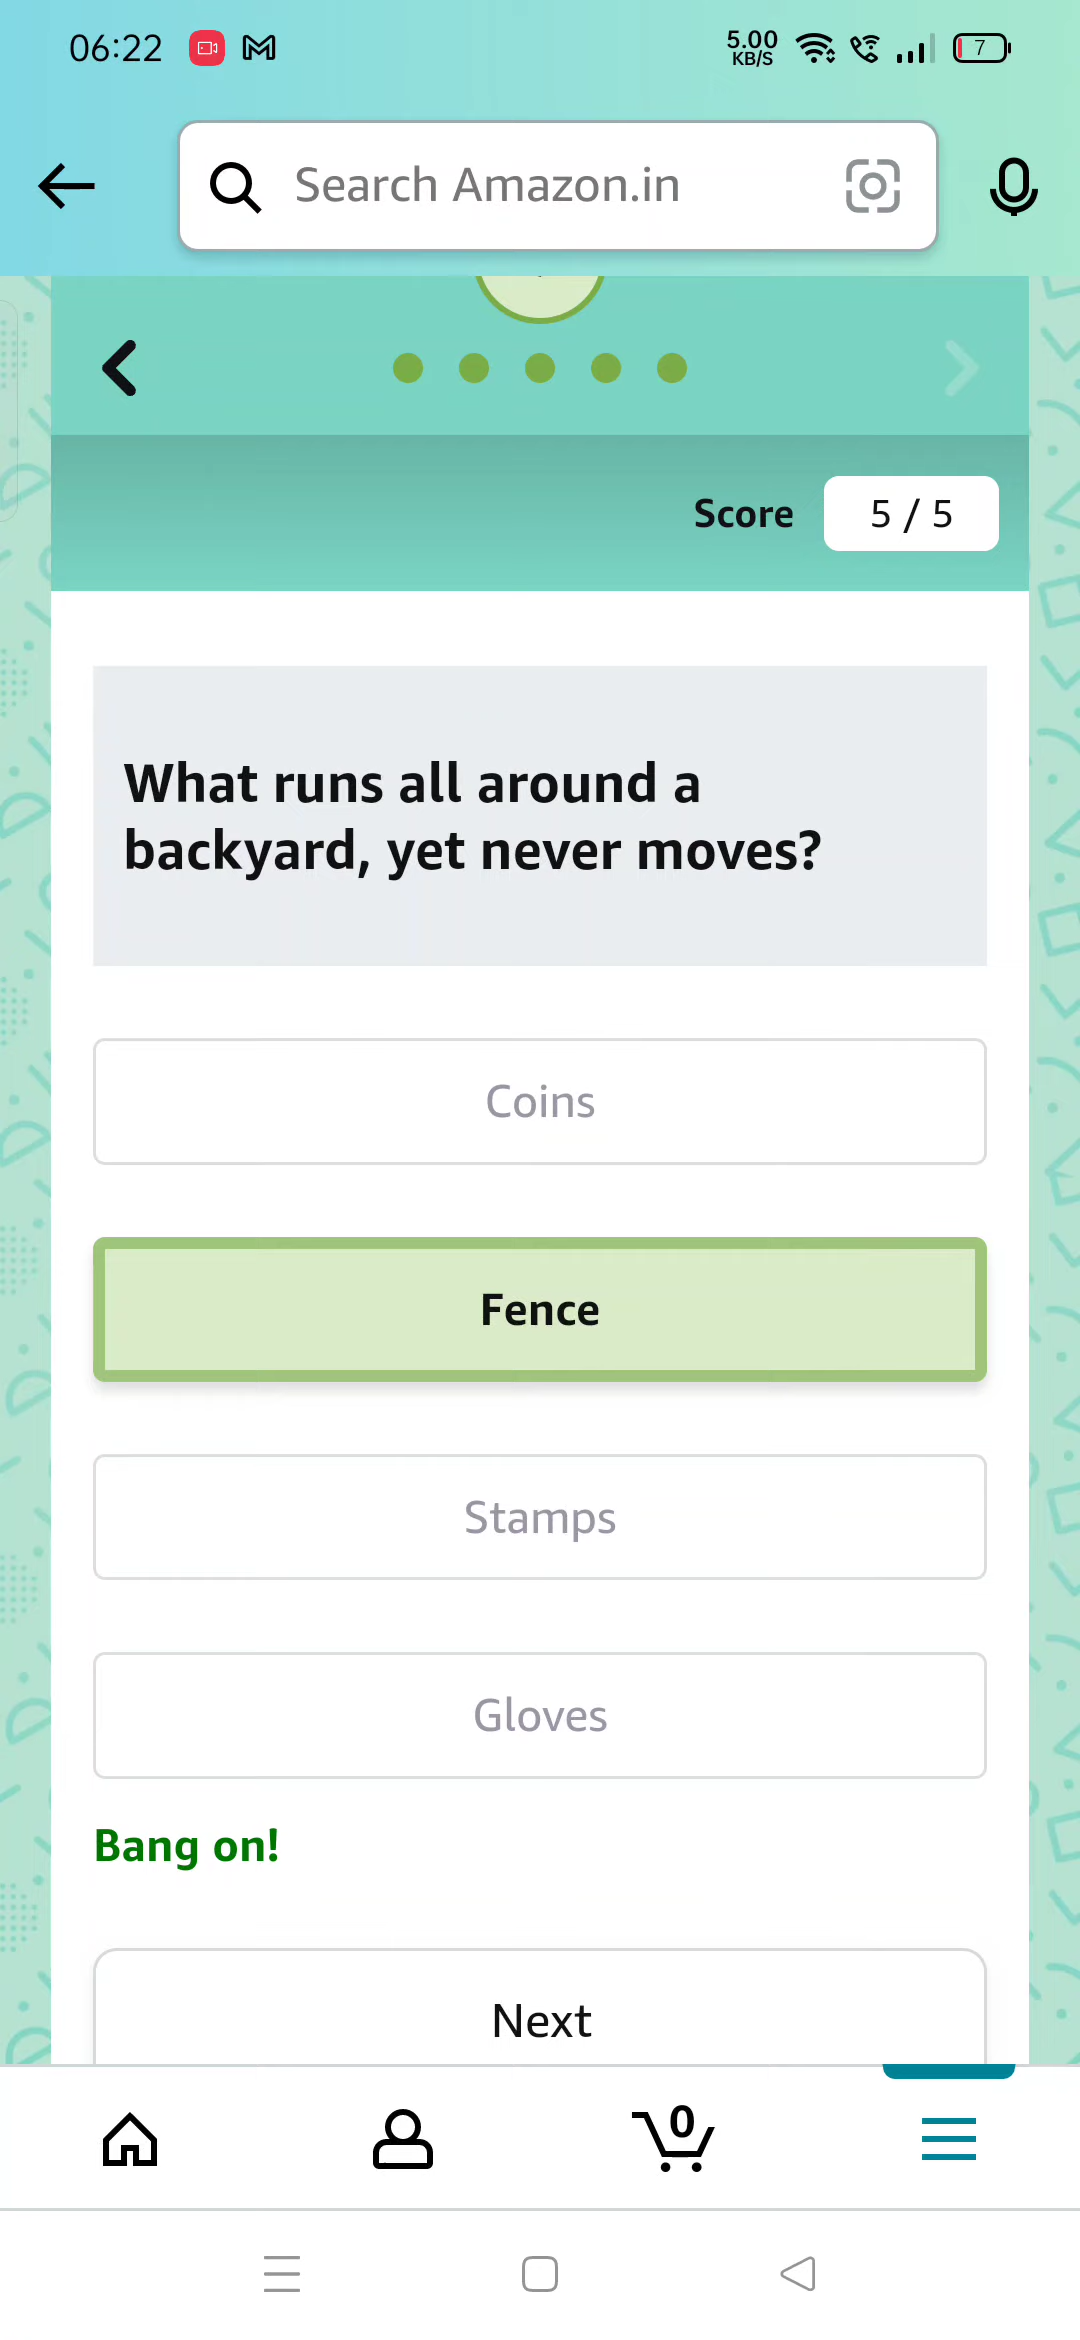 06:22
5.00
KB/S
7
Search Amazon.in
Score
5 / 5
What runs all around a
backyard, yet never moves?
Coins
Fence
Stamps
Gloves
Bang on!
Next
0